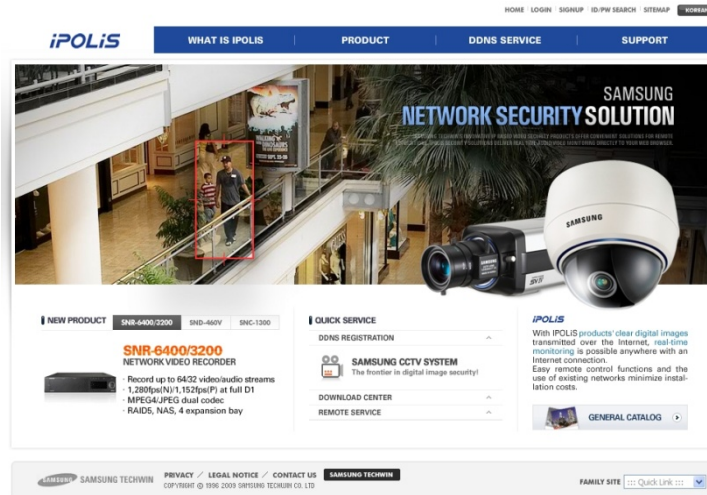 HOME LOGIN SIGNUP ID/PW SEARCH SITEMAP KOREAN
iPOLiS
WHAT IS IPOLIS PRODUCT DDNS SERVICE SUPPORT
SAMSUNG
NETWORK SECURITY SOLUTION
WALKING WITH
DINOSAURS
SAMSUNG
NEW PRODUCT SNR-6400/3200 SND-460V SNC-1300
SNR-6400/3200
NETWORK VIDEO RECORDER
· Record up to 64/32 video/audio streams
· 1,280fps(N)/1,152fps(P) at full D1
· MPEG4/JPEG dual codec
· RAID5, NAS, 4 expansion bay
QUICK SERVICE
DDNS REGISTRATION
SAMSUNG CCTV SYSTEM
The frontier in digital image security!
DOWNLOAD CENTER
REMOTE SERVICE
iPOLiS
With IPOLiS products' clear digital images
transmitted over the Internet, real-time
monitoring is possible anywhere with an
Internet connection.
Easy remote control functions and the
use of existing networks minimize instal-
lation costs.
GENERAL CATALOG
SAMSUNG SAMSUNG TECHWIN
PRIVACY / LEGAL NOTICE / CONTACT US SAMSUNG TECHWIN
COPYRIGHT © 1996 2009 SAMSUNG TECHWIN CO. LTD
FAMILY SITE ::: Quick Link :::